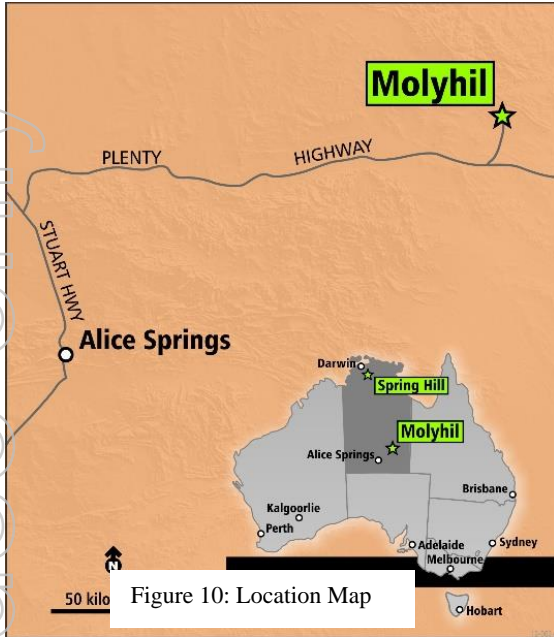 Molyhil
PLENTY
HIGHWAY
STUART HWY
Alice Springs
Darwin
Spring Hill
Molyhil
Alice Springs
Brisbane
Kalgoorlie
Perth
Adelaide
Sydney
Melbourne
N
50 kilo
Figure 10: Location Map
Hobart